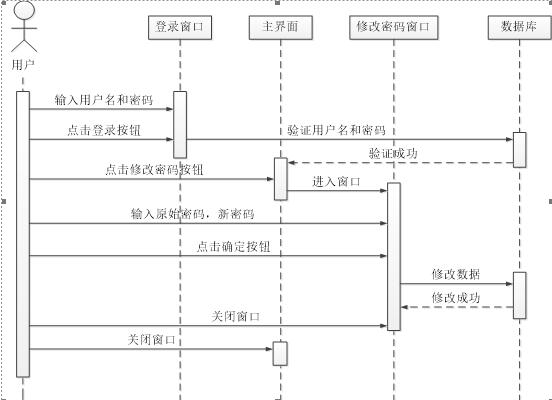 登录窗口
主界面
修改密码窗口
数据库
用户
输入用户名和密码
点击登录按钮
验证用户名和密码
验证成功
点击修改密码按钮
进入窗口
输入原始密码，新密码
点击确定按钮
修改数据
修改成功
关闭窗口
关闭窗口